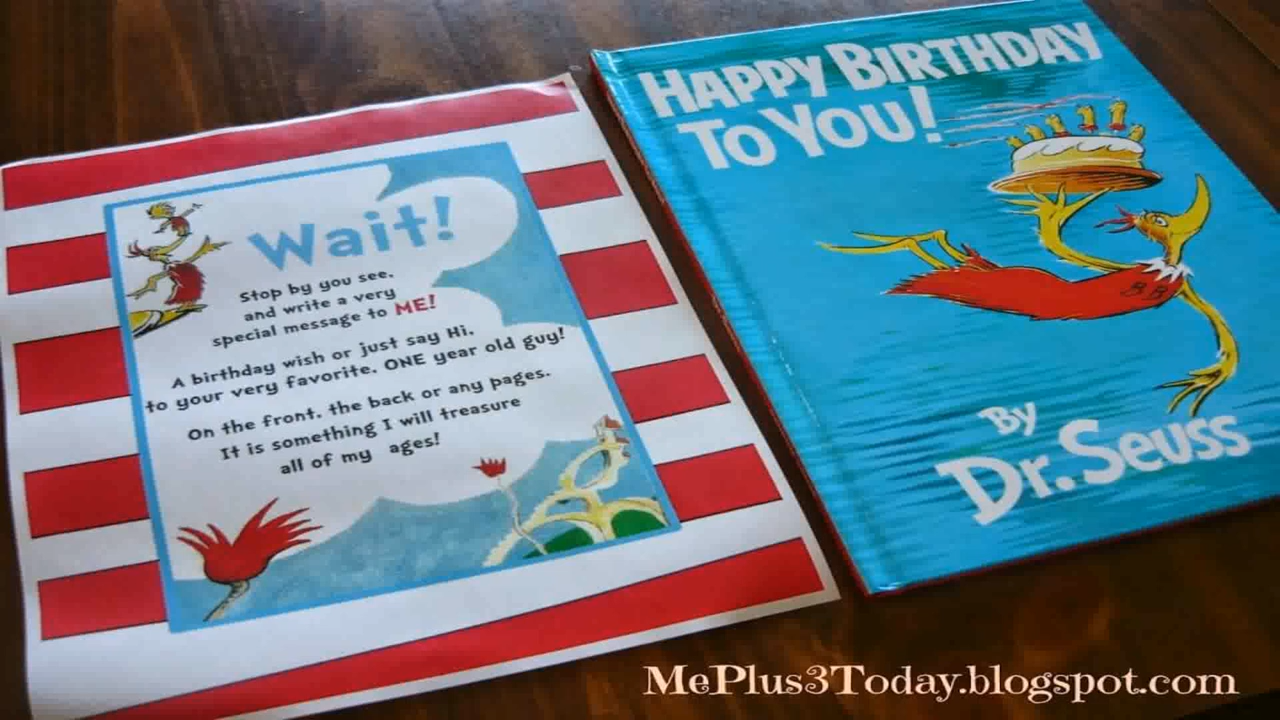 Wait!
Stop by you see,
and write a very
special message to ME!
A birthday wish or just say Hi.
to your very favorite. ONE year old guy!
On the front, the back or any pages.
It is something I will treasure
all of my ages!
HAPPY BIRTHDAY
TO YOU!
BB
By
Dr. Seuss
MePlus3Today.blogspot.com